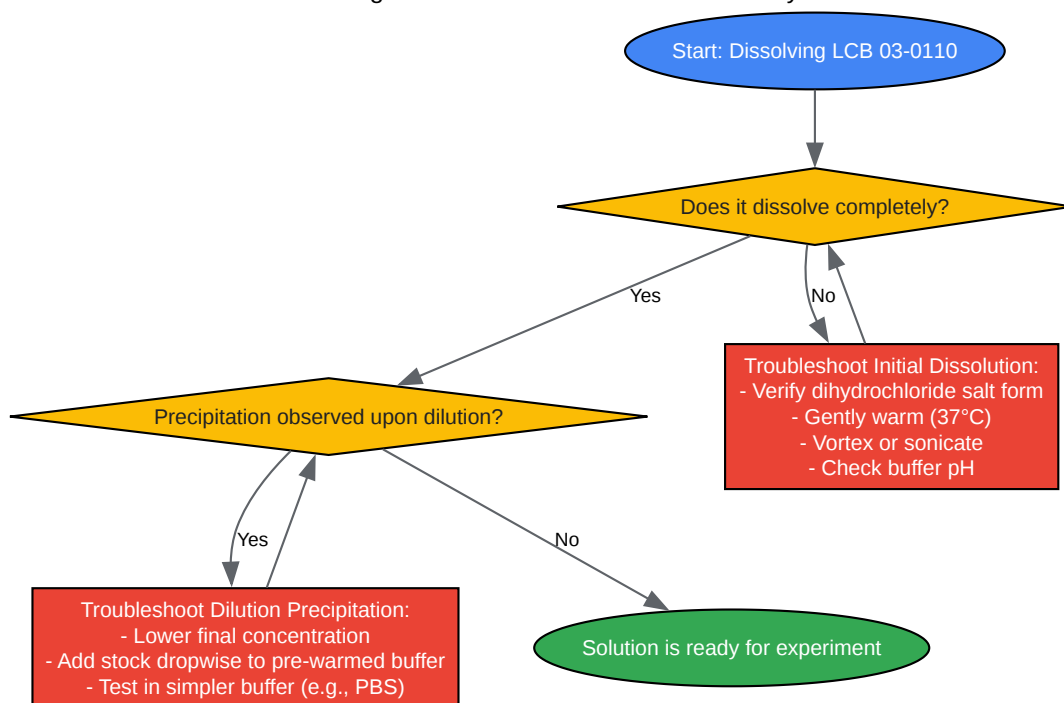 Start: Dissolving LCB 03-0110
Does it dissolve completely?
Yes
No
Troubleshoot Initial Dissolution:
- Verify dihydrochloride salt form
- Gently warm (37°C)
- Vortex or sonicate
- Check buffer pH
Precipitation observed upon dilution?
Yes
No
Troubleshoot Dilution Precipitation:
- Lower final concentration
- Add stock dropwise to pre-warmed buffer
- Test in simpler buffer (e.g., PBS)
Solution is ready for experiment